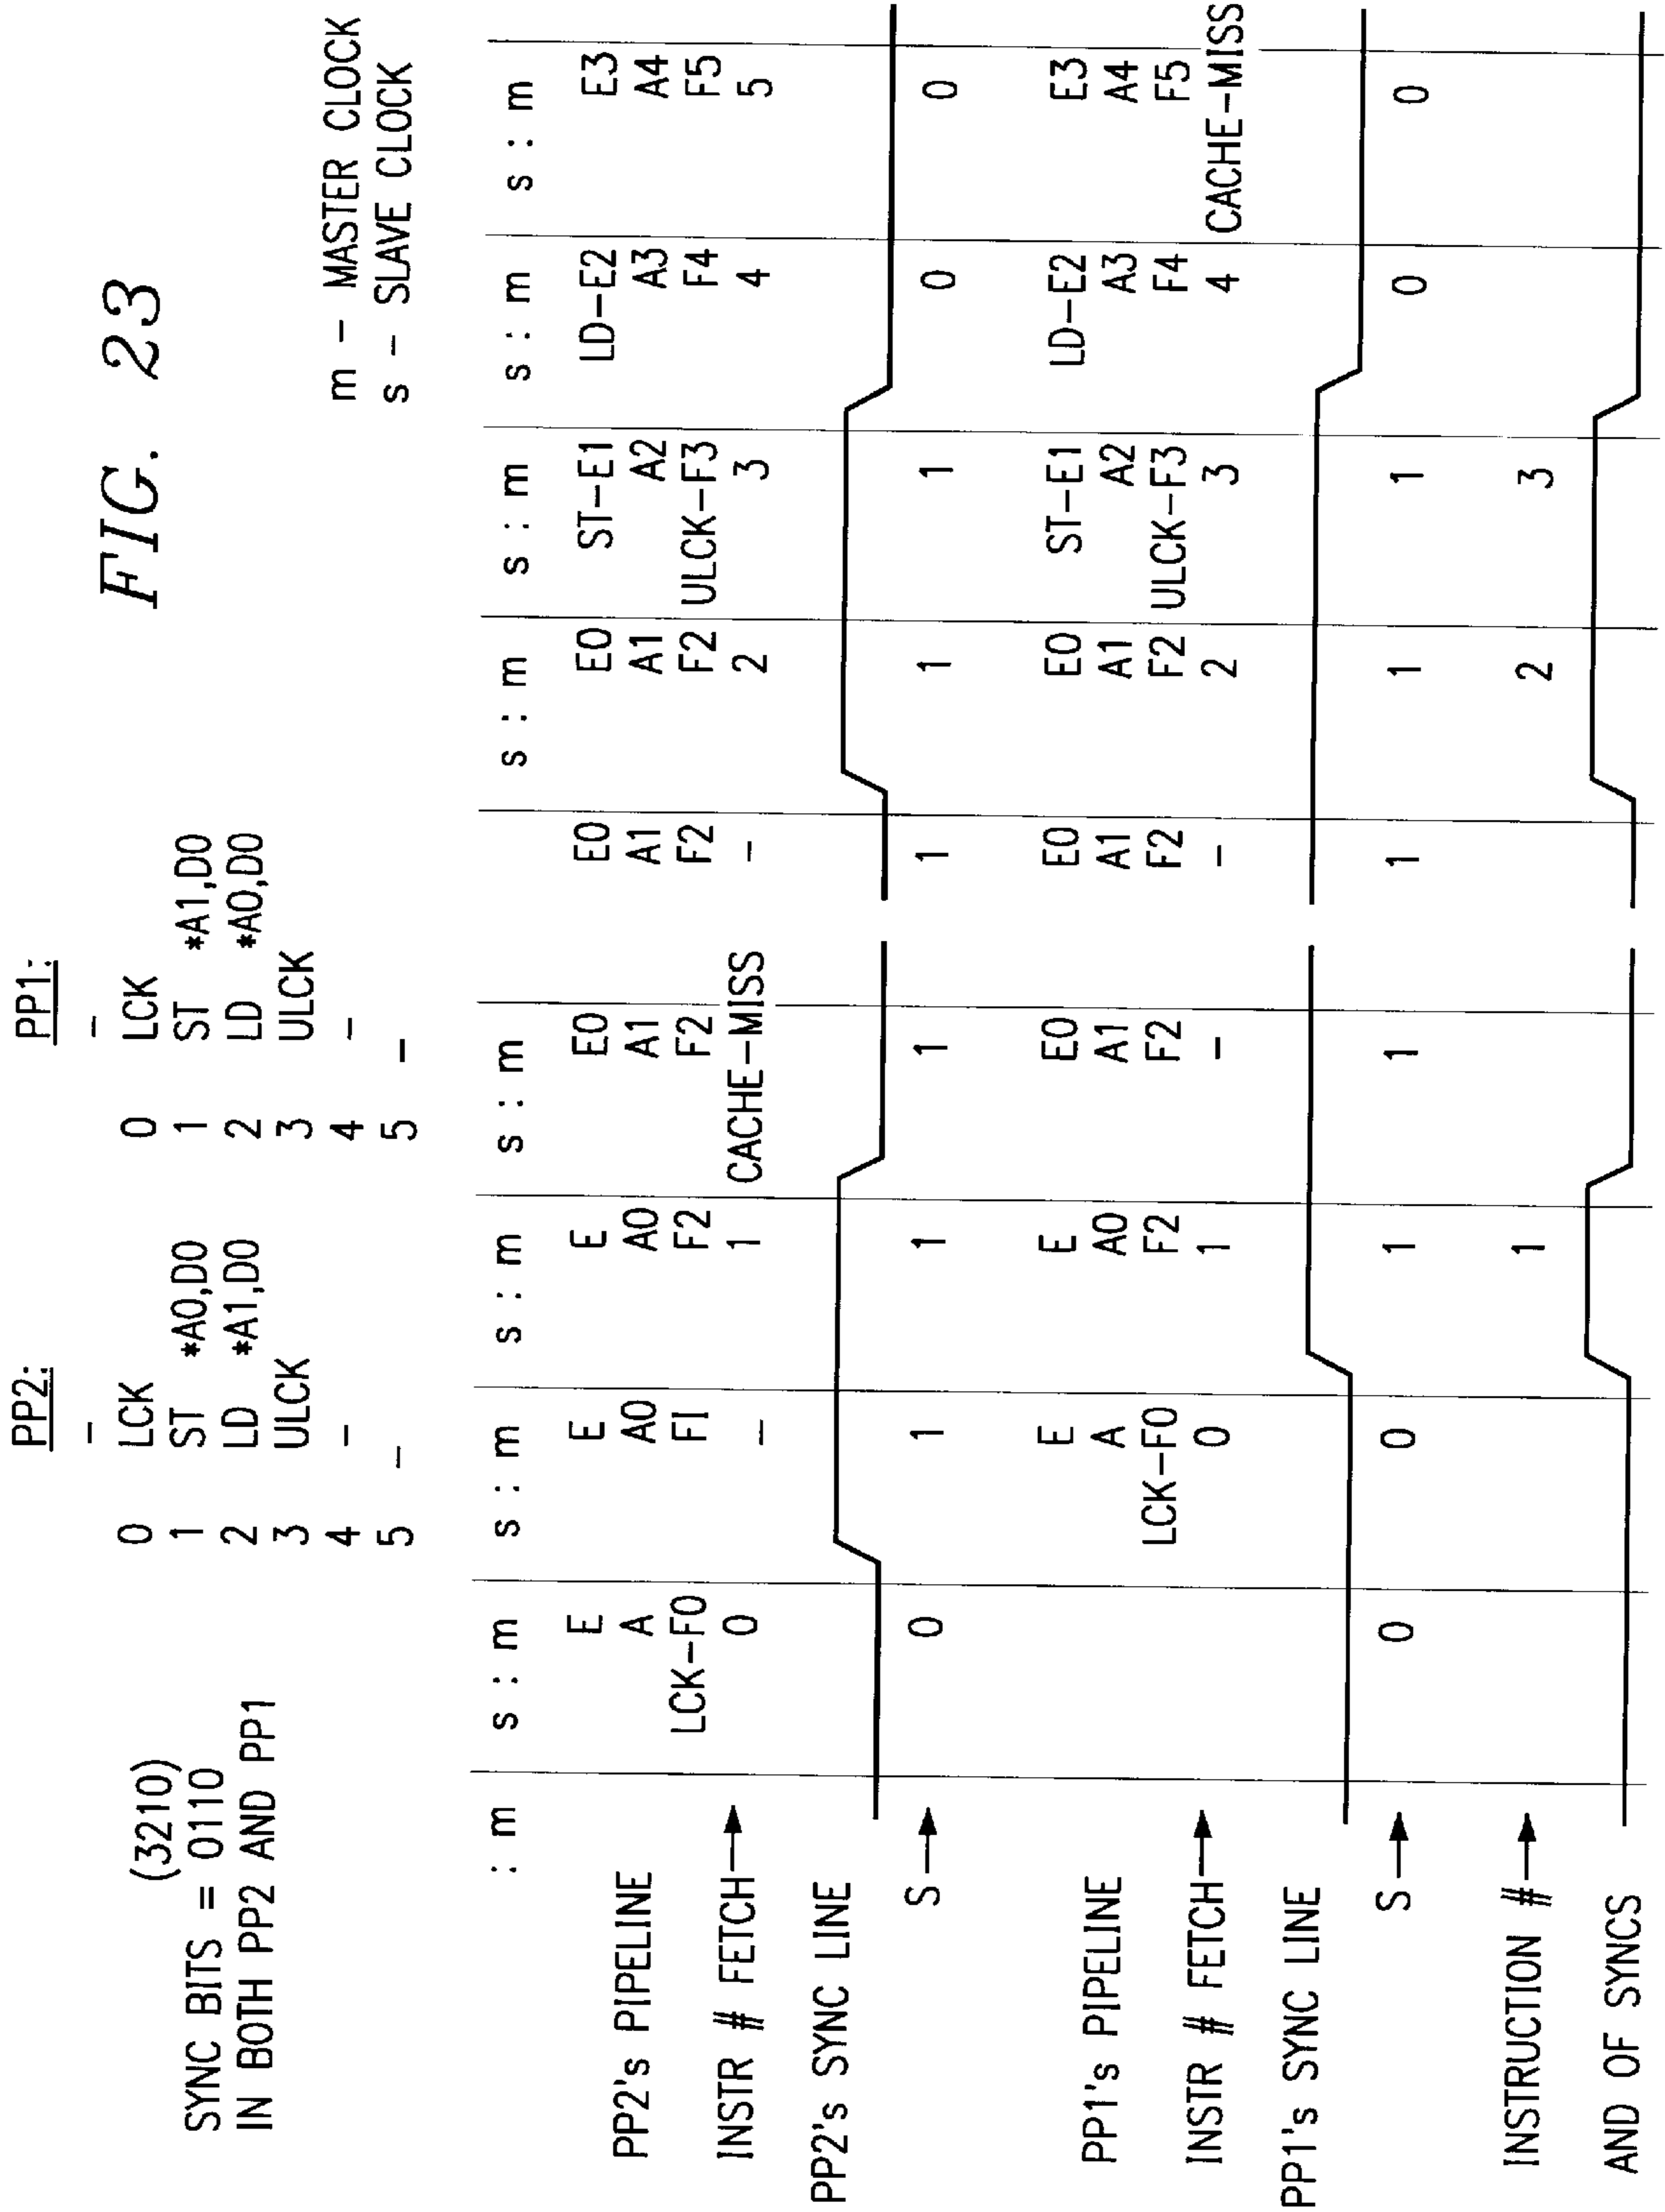 FIG. 23
PP2:
–
0 LCK
1 ST *A0,D0
2 LD *A1,D0
3 ULCK
4 –
5 –
PP1:
–
0 LCK
1 ST *A1,D0
2 LD *A0,D0
3 ULCK
4 –
5 –
(3210)
SYNC BITS = 0110
IN BOTH PP2 AND PP1
m – MASTER CLOCK
s – SLAVE CLOCK
: m s : m s : m s : m s : m s : m s : m s : m s : m
PP2's PIPELINE
E E E E0 E0 E0 ST–E1 LD–E2 E3
A A0 A0 A1 A1 A1 A2 A3 A4
LCK–F0 FI F2 F2 F2 F2 ULCK–F3 F4 F5
INSTR # FETCH→ 0 – 1 CACHE–MISS – 2 3 4 5
PP2's SYNC LINE
S→ 0 1 1 1 1 1 1 0 0
PP1's PIPELINE
E E E0 E0 E0 ST–E1 LD–E2 E3
A A0 A1 A1 A1 A2 A3 A4
LCK–F0 F2 F2 F2 F2 ULCK–F3 F4 F5
INSTR # FETCH→ 0 1 – – 2 3 4 CACHE–MISS
PP1's SYNC LINE
S→ 0 0 1 1 1 1 1 0 0
INSTRUCTION #→ 1 2 3
AND OF SYNCS